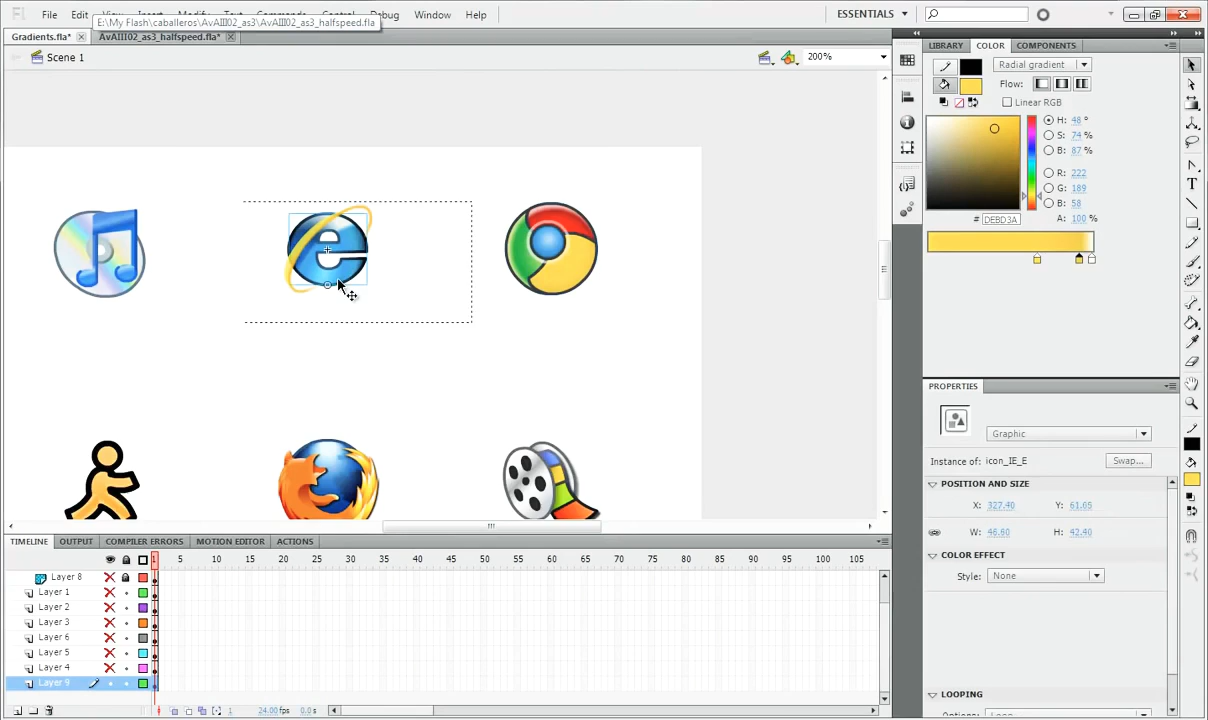 Fl File Edit View Insert Modify Text Commands Control Debug Window Help
ESSENTIALS
E:\My Flash\caballeros\AvAIII02_as3\AvAIII02_as3_halfspeed.fla
Gradients.fla* AvAIII02_as3_halfspeed.fla*
Scene 1
200%
LIBRARY COLOR COMPONENTS
Radial gradient
Flow:
Linear RGB
H: 48 °
S: 74 %
B: 87 %
R: 222
G: 189
B: 58
# DEBD3A A: 100 %
PROPERTIES
Graphic
Instance of: icon_IE_E Swap...
POSITION AND SIZE
X: 327.40 Y: 61.05
W: 46.60 H: 42.40
COLOR EFFECT
Style: None
LOOPING
TIMELINE OUTPUT COMPILER ERRORS MOTION EDITOR ACTIONS
1 5 10 15 20 25 30 35 40 45 50 55 60 65 70 75 80 85 90 95 100 105
Layer 8
Layer 1
Layer 2
Layer 3
Layer 6
Layer 5
Layer 4
Layer 9
1 24.00 fps 0.0 s